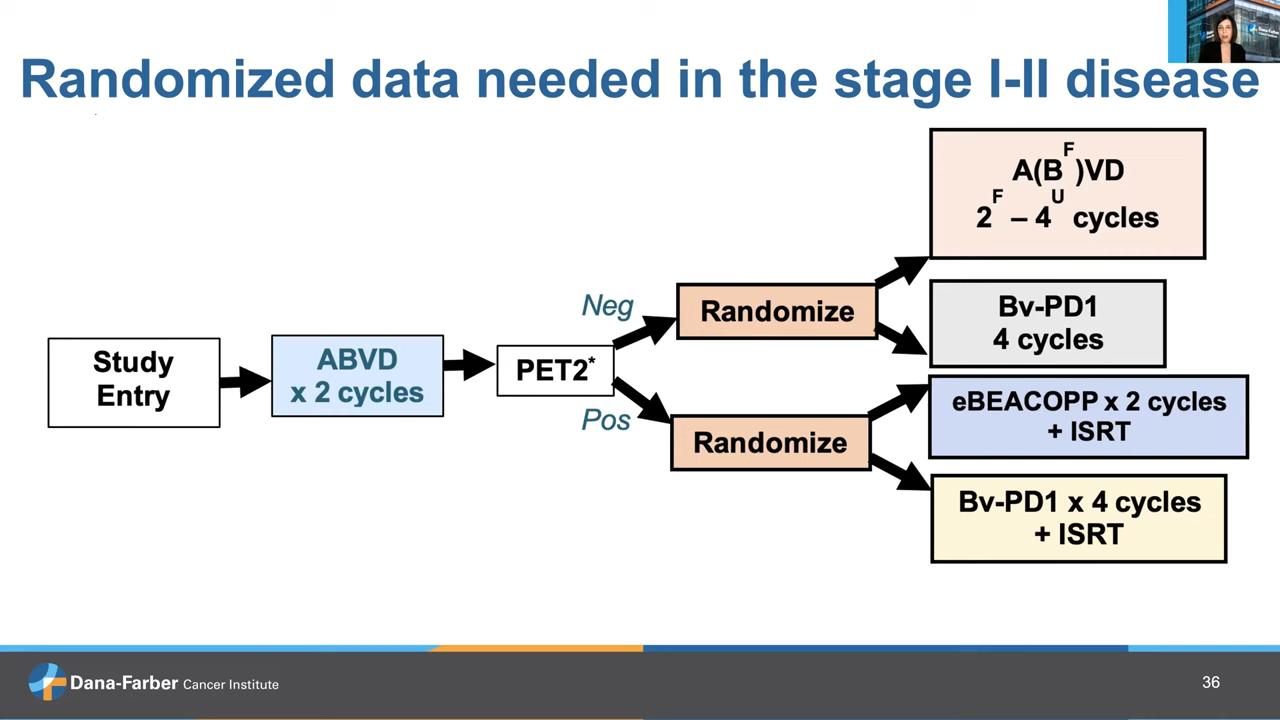 Randomized data needed in the stage I-II disease
Study
Entry
ABVD
x 2 cycles
PET2*
Neg
Pos
Randomize
Randomize
A(B^F)VD
2^F – 4^U cycles
Bv-PD1
4 cycles
eBEACOPP x 2 cycles
+ ISRT
Bv-PD1 x 4 cycles
+ ISRT
Dana-Farber Cancer Institute
36